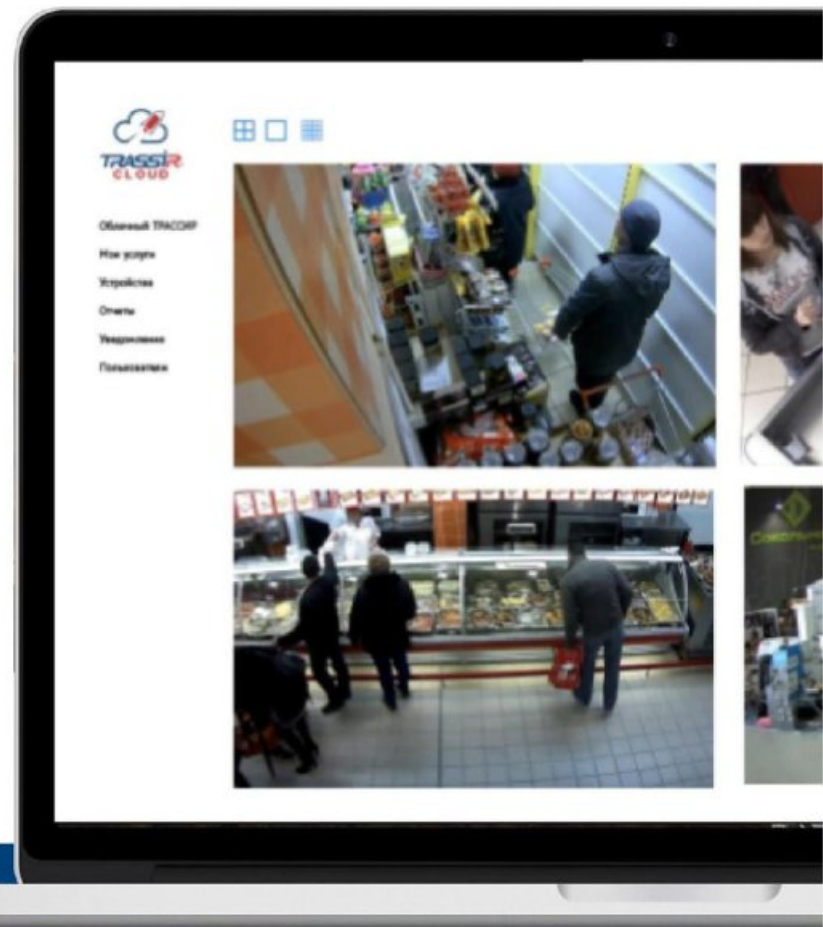 TRASSIR
CLOUD
Облачный ТРАССИР
Мои услуги
Устройства
Отчеты
Уведомления
Пользователи